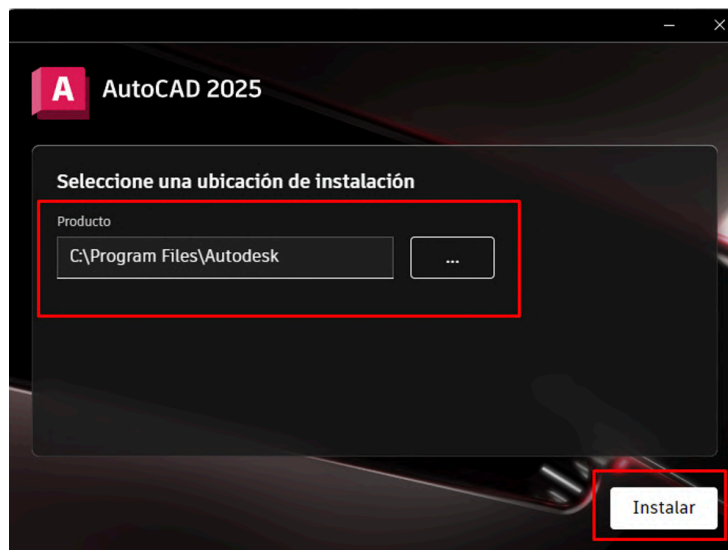 A AutoCAD 2025
Seleccione una ubicación de instalación
Producto
C:\Program Files\Autodesk
...
Instalar